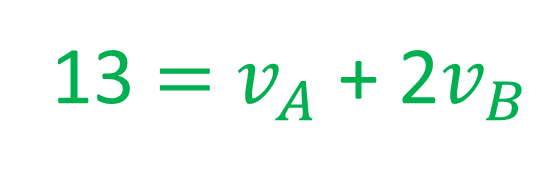 13 = v_A + 2v_B